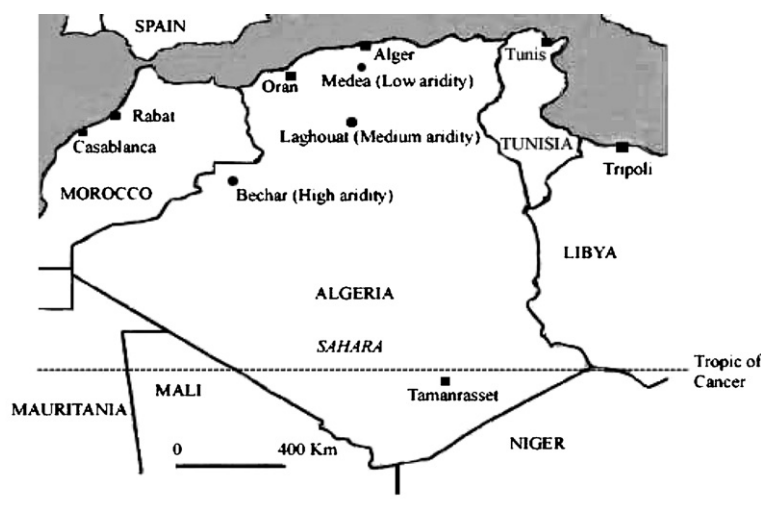 SPAIN
Alger
Tunis
Oran
Medea (Low aridity)
Rabat
Casablanca
Laghouat (Medium aridity)
TUNISIA
Tripoli
MOROCCO
Bechar (High aridity)
LIBYA
ALGERIA
SAHARA
Tropic of
Cancer
MALI
Tamanrasset
MAURITANIA
NIGER
0 400 Km